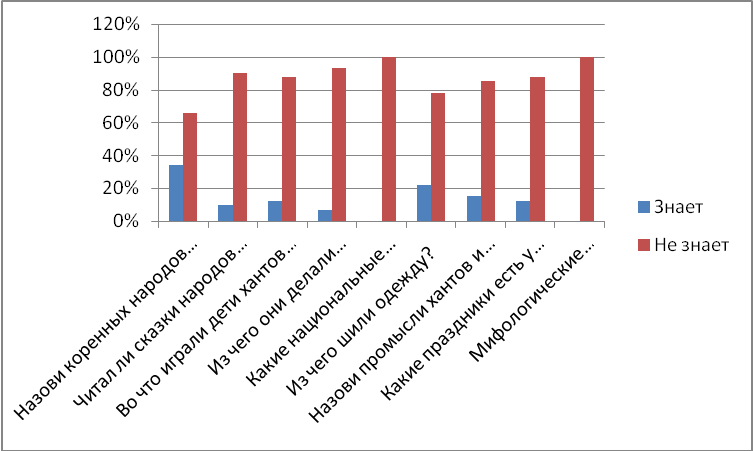 120%
100%
80%
60%
40%
20%
0%
Знает
Не знает
Назови коренных народов...
Читал ли сказки народов...
Во что играли дети хантов...
Из чего они делали...
Какие национальные...
Из чего шили одежду?
Назови промысли хантов и...
Какие праздники есть у...
Мифологические...